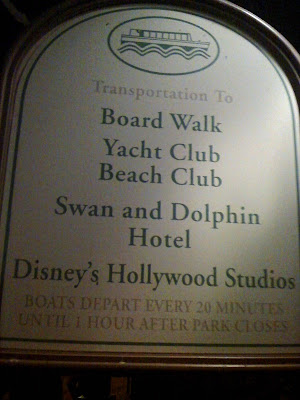 Transportation To
Board Walk
Yacht Club
Beach Club
Swan and Dolphin
Hotel
Disney's Hollywood Studios
BOATS DEPART EVERY 20 MINUTES
UNTIL 1 HOUR AFTER PARK CLOSES